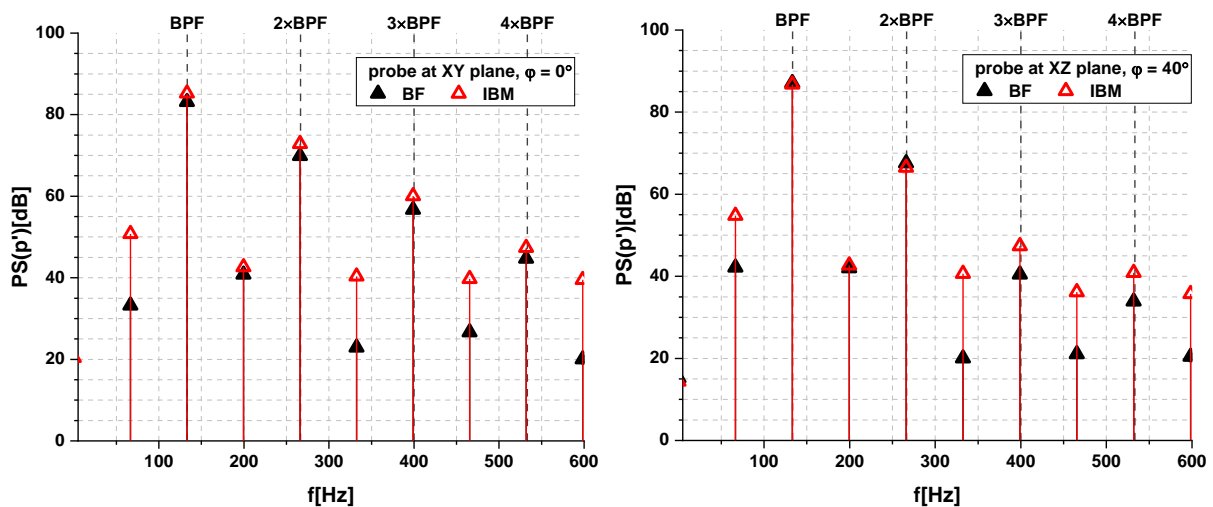 BPF 2×BPF 3×BPF 4×BPF
probe at XY plane, φ = 0°
BF IBM
PS(p')[dB]
100
80
60
40
20
0
100 200 300 400 500 600
f[Hz]
BPF 2×BPF 3×BPF 4×BPF
probe at XZ plane, φ = 40°
BF IBM
PS(p')[dB]
100
80
60
40
20
0
100 200 300 400 500 600
f[Hz]